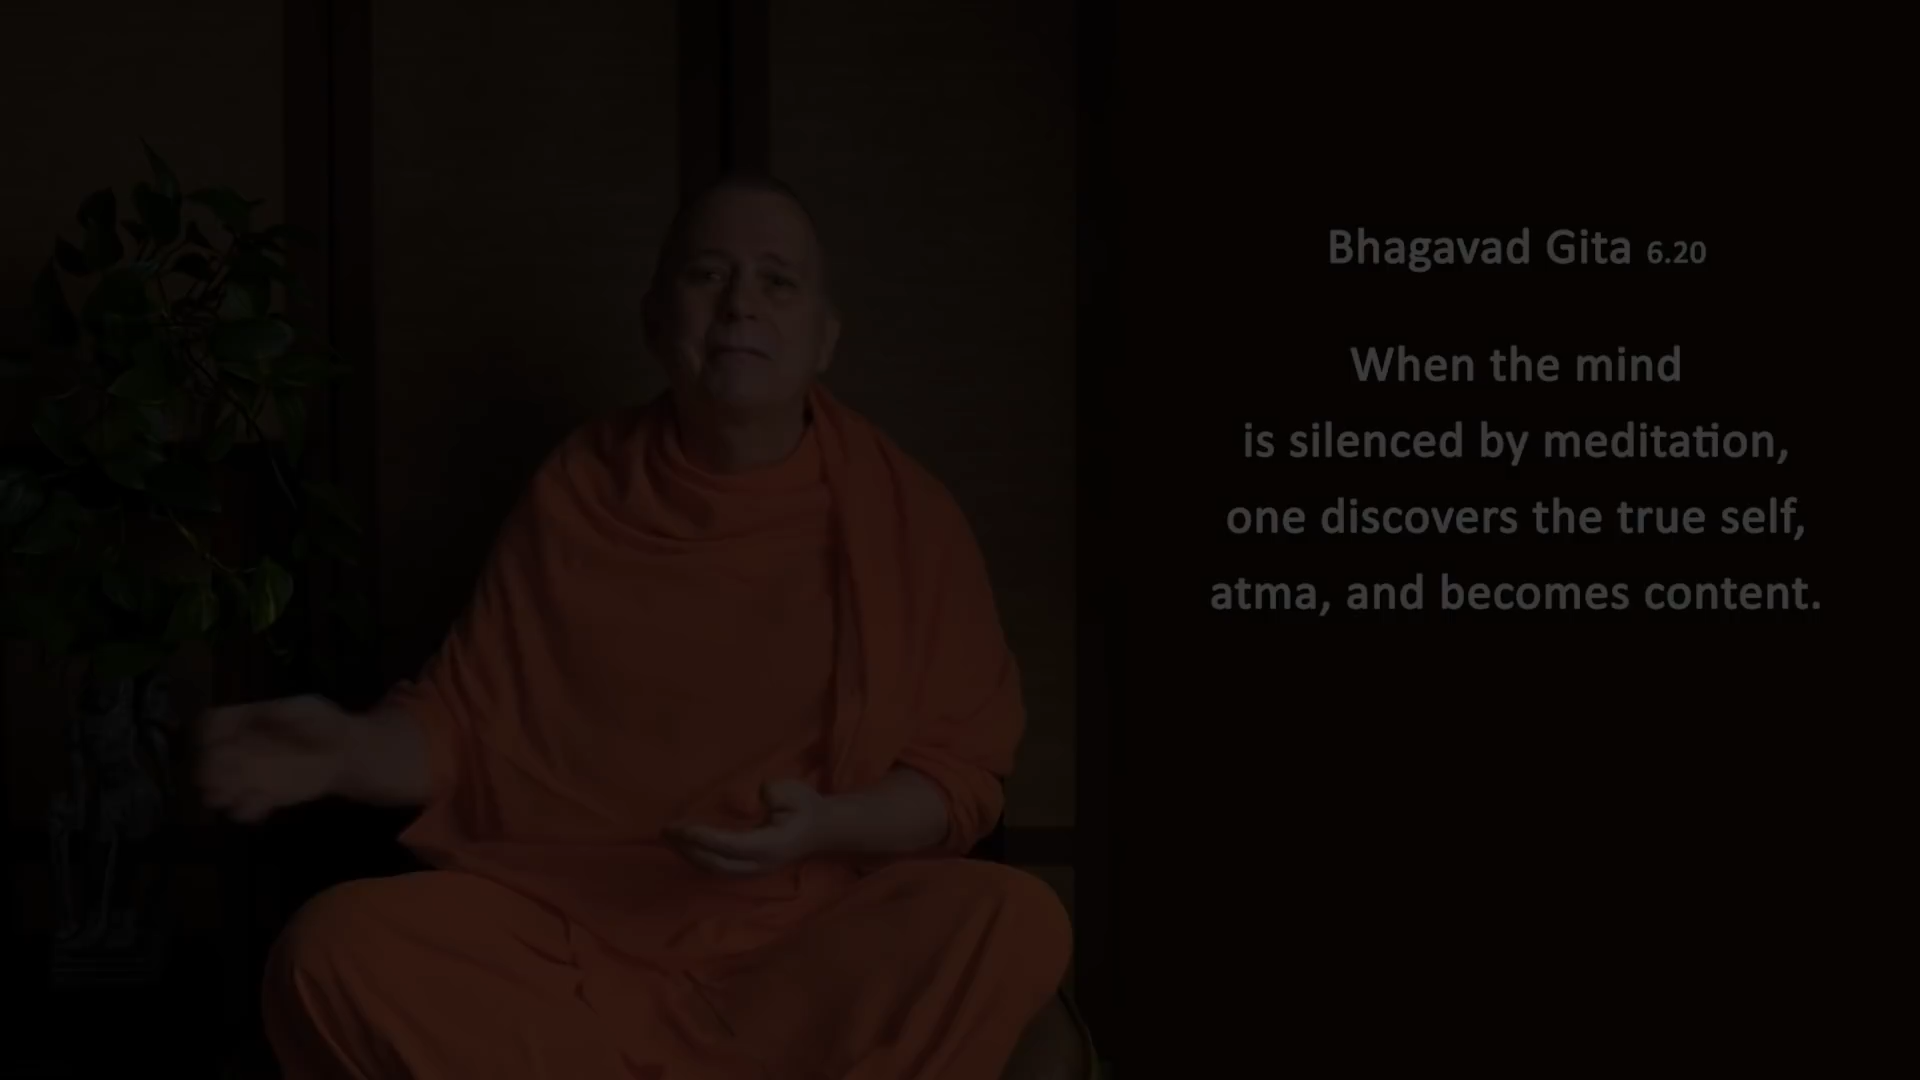 Bhagavad Gita 6.20
When the mind
is silenced by meditation,
one discovers the true self,
atma, and becomes content.